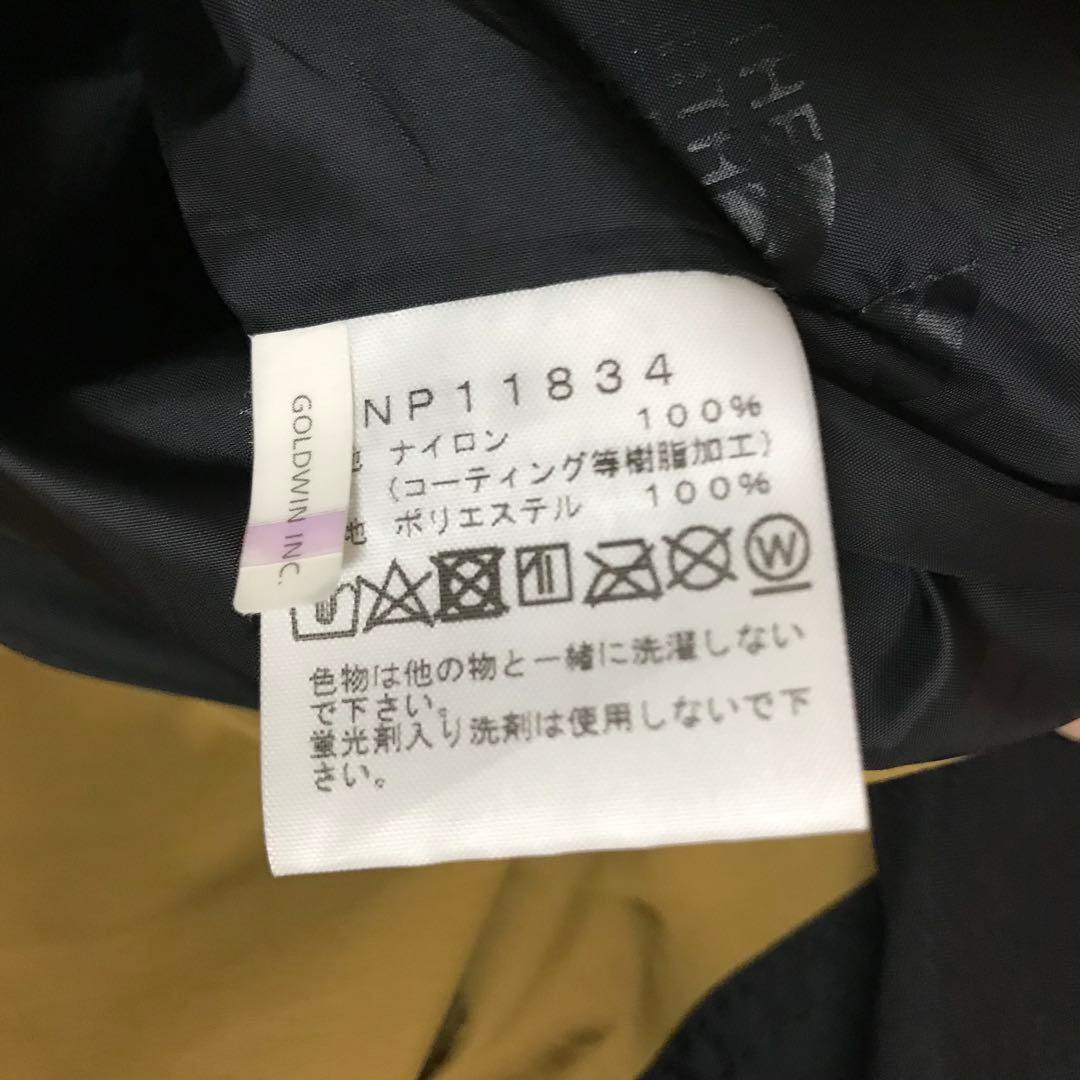 GOLDWIN INC.
NP11834
地 ナイロン 100%
(コーティング等樹脂加工)
地 ポリエステル 100%
W
色物は他の物と一緒に洗濯しない
で下さい。
蛍光剤入り洗剤は使用しないで下
さい。